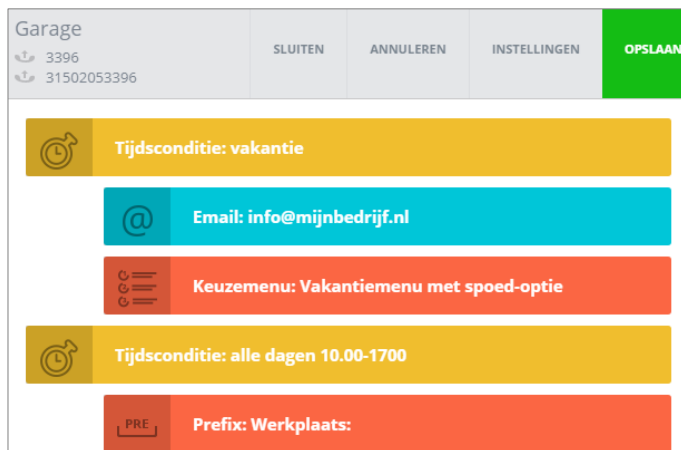 Garage
3396
31502053396
SLUITEN
ANNULEREN
INSTELLINGEN
OPSLAAN
Tijdsconditie: vakantie
@
Email: info@mijnbedrijf.nl
Keuzemenu: Vakantiemenu met spoed-optie
Tijdsconditie: alle dagen 10.00-1700
PRE
Prefix: Werkplaats: